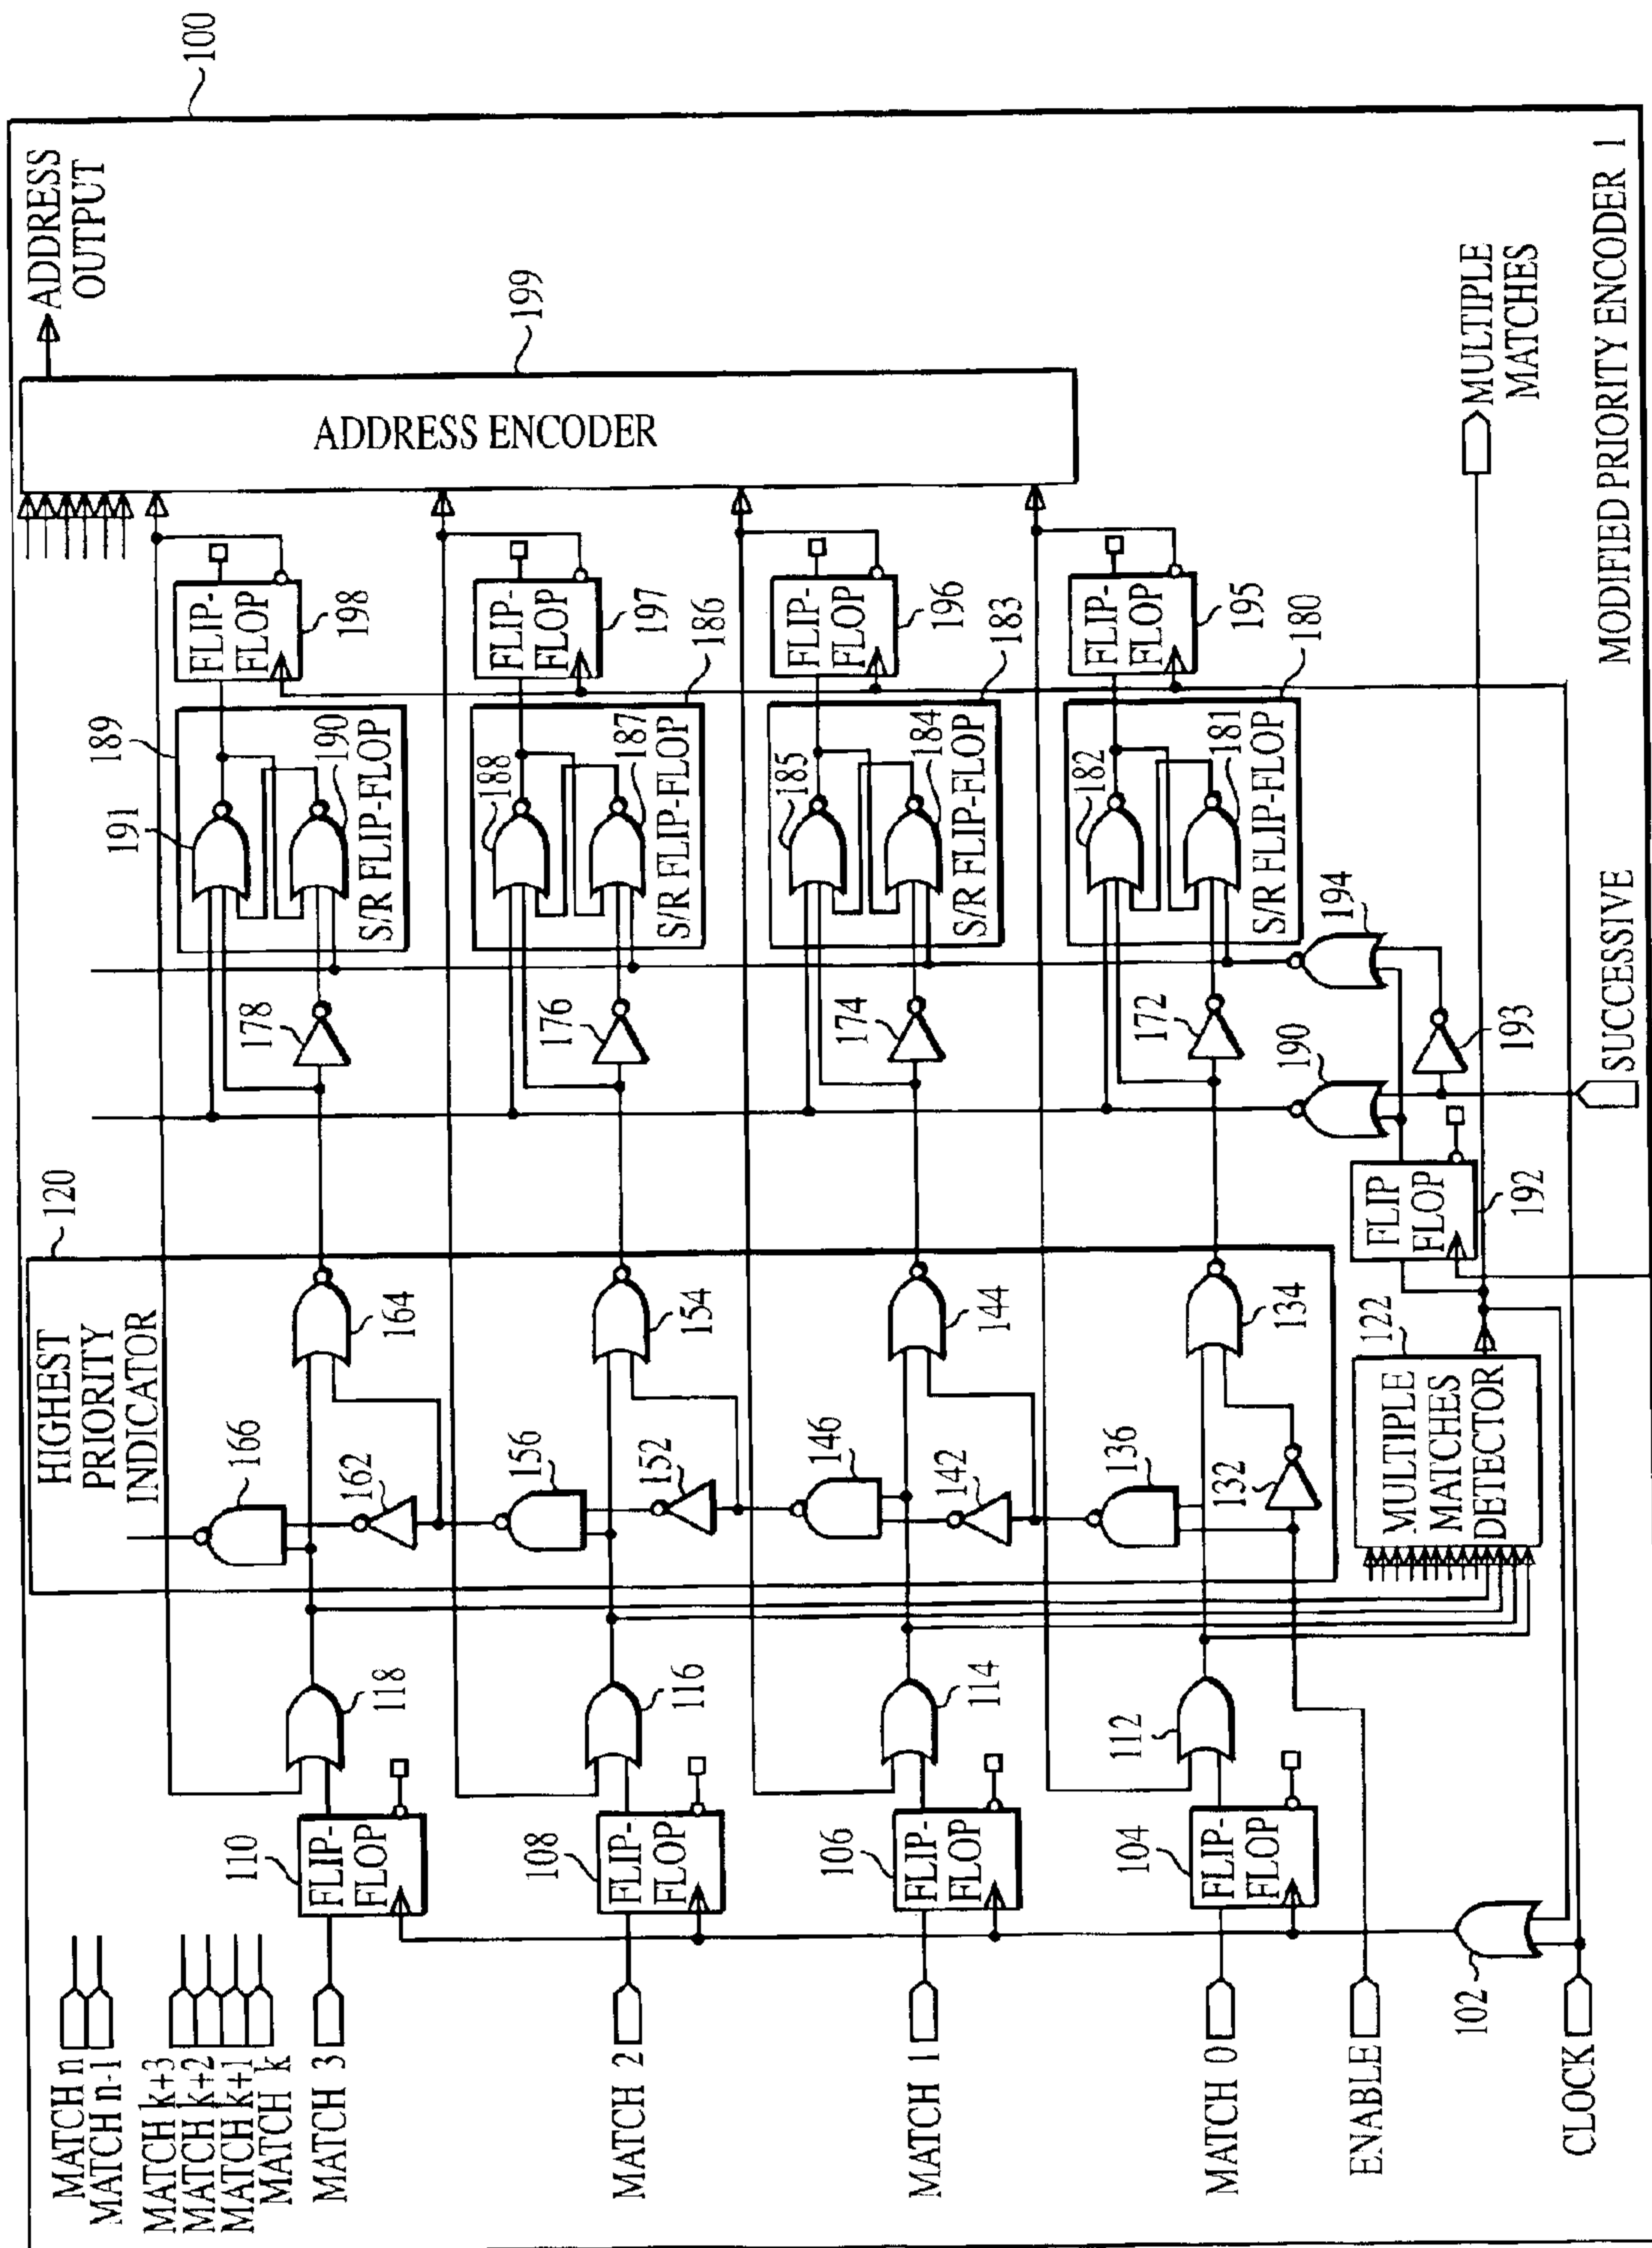 100
ADDRESS
OUTPUT
199
ADDRESS ENCODER
MULTIPLE
MATCHES
MODIFIED PRIORITY ENCODER 1
FLIP-
FLOP
198
FLIP-
FLOP
197
FLIP-
FLOP
196
FLIP-
FLOP
195
189
191
190
S/R FLIP-FLOP
186
188
187
S/R FLIP-FLOP
183
185
184
S/R FLIP-FLOP
180
182
181
S/R FLIP-FLOP
178
176
174
172
194
190
193
SUCCESSIVE
FLIP
FLOP
192
120
HIGHEST
PRIORITY
INDICATOR
164
166
162
154
156
152
144
146
142
134
136
132
122
MULTIPLE
MATCHES
DETECTOR
118
116
114
112
110
FLIP-
FLOP
108
FLIP-
FLOP
106
FLIP-
FLOP
104
FLIP-
FLOP
102
MATCH n
MATCH n-1
MATCH k+3
MATCH k+2
MATCH k+1
MATCH k
MATCH 3
MATCH 2
MATCH 1
MATCH 0
ENABLE
CLOCK